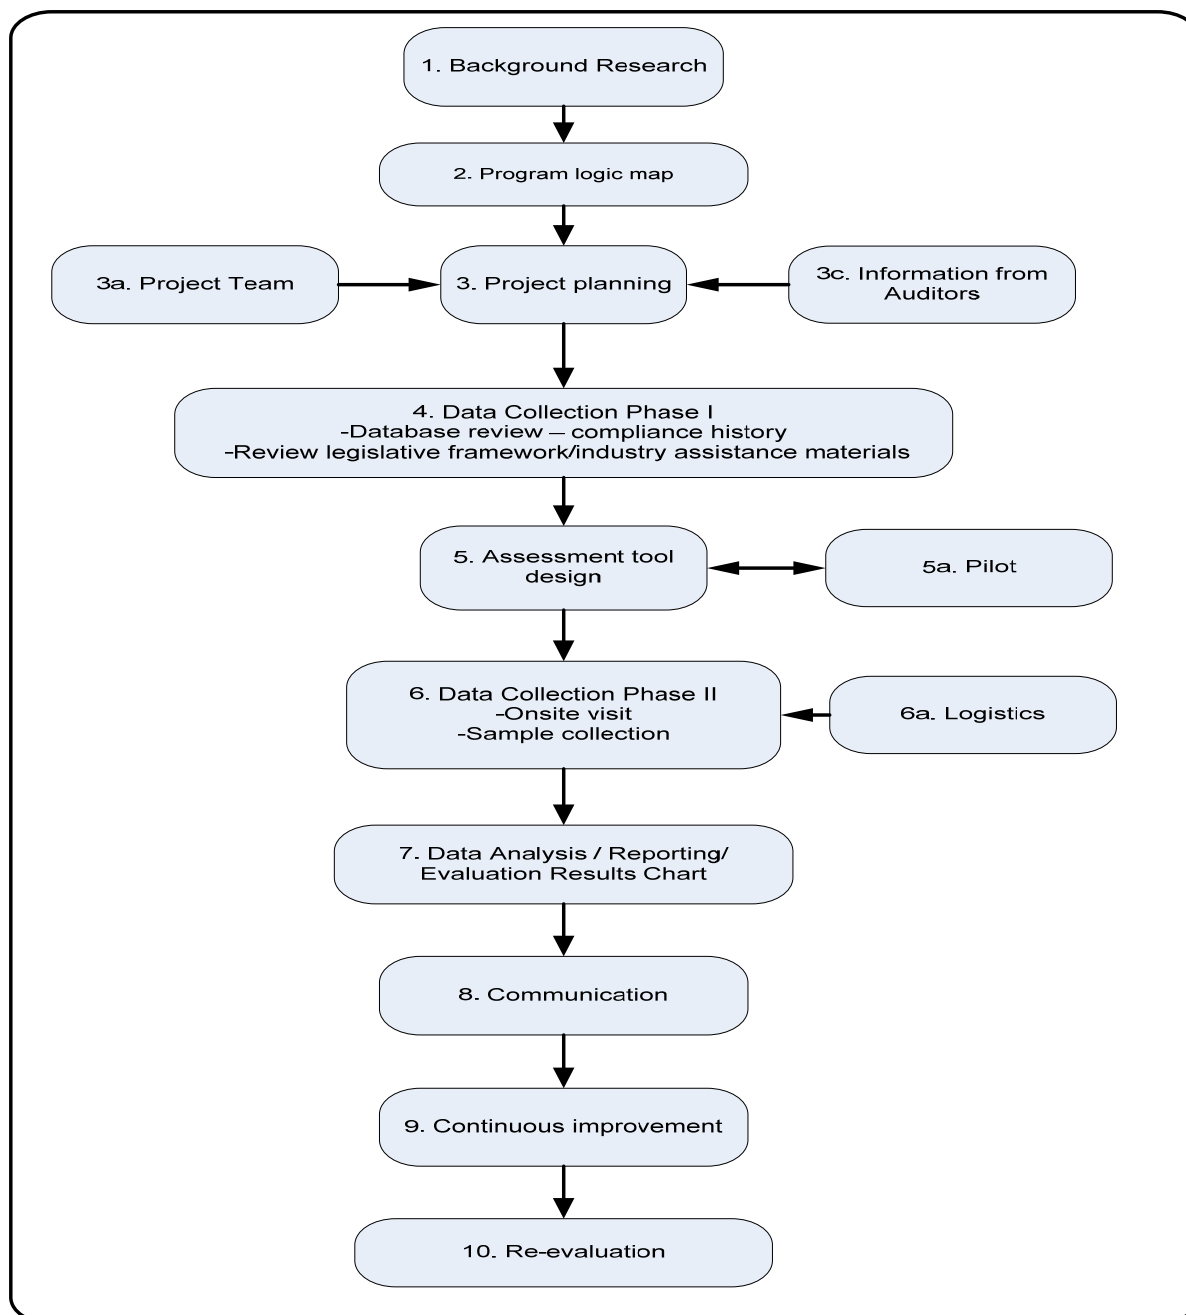 1. Background Research
2. Program logic map
3a. Project Team
3. Project planning
3c. Information from
Auditors
4. Data Collection Phase I
-Database review – compliance history
-Review legislative framework/industry assistance materials
5. Assessment tool
design
5a. Pilot
6. Data Collection Phase II
-Onsite visit
-Sample collection
6a. Logistics
7. Data Analysis / Reporting/
Evaluation Results Chart
8. Communication
9. Continuous improvement
10. Re-evaluation